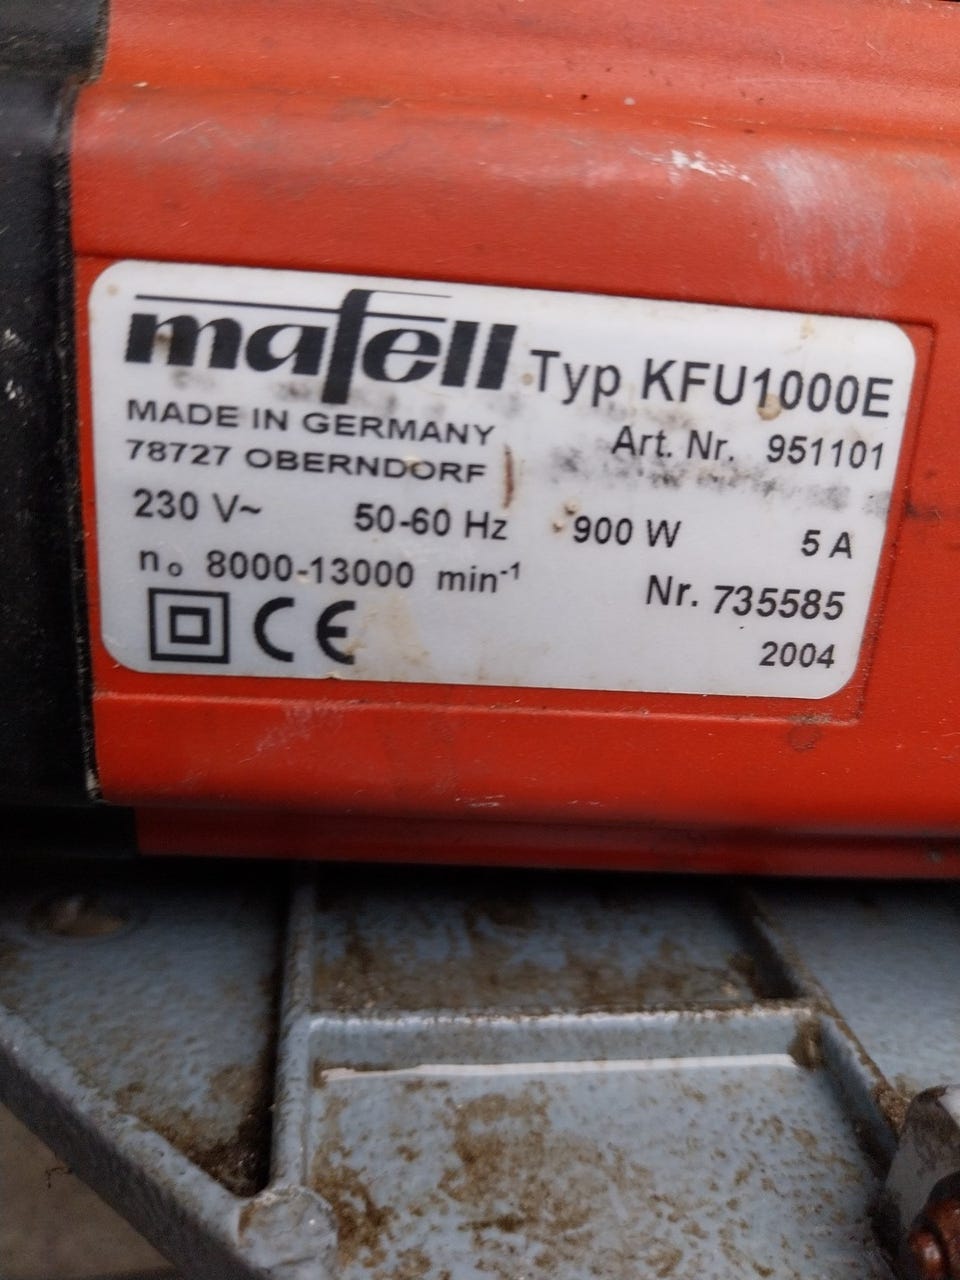 mafell Typ KFU1000E
MADE IN GERMANY Art. Nr. 951101
78727 OBERNDORF
230 V~ 50-60 Hz 900 W 5 A
n₀ 8000-13000 min⁻¹ Nr. 735585
CE 2004